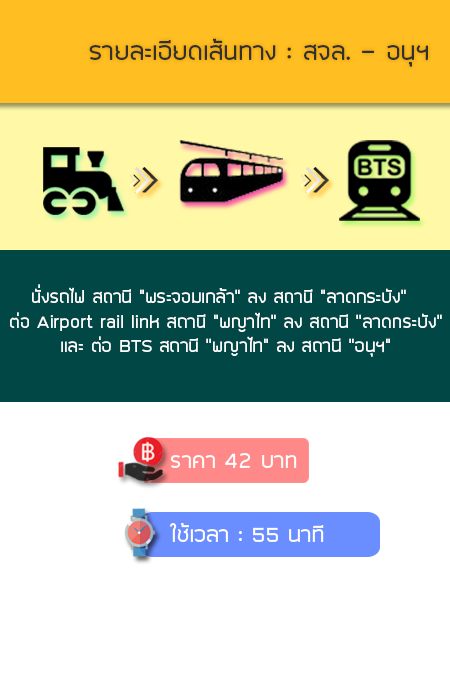 รายละเอียดเส้นทาง : สจล. - อนุฯ
BTS
นั่งรถไฟ สถานี "พระจอมเกล้า" ลง สถานี "ลาดกระบัง"
ต่อ Airport rail link สถานี "พญาไท" ลง สถานี "ลาดกระบัง"
และ ต่อ BTS สถานี "พญาไท" ลง สถานี "อนุฯ"
฿
ราคา 42 บาท
ใช้เวลา : 55 นาที